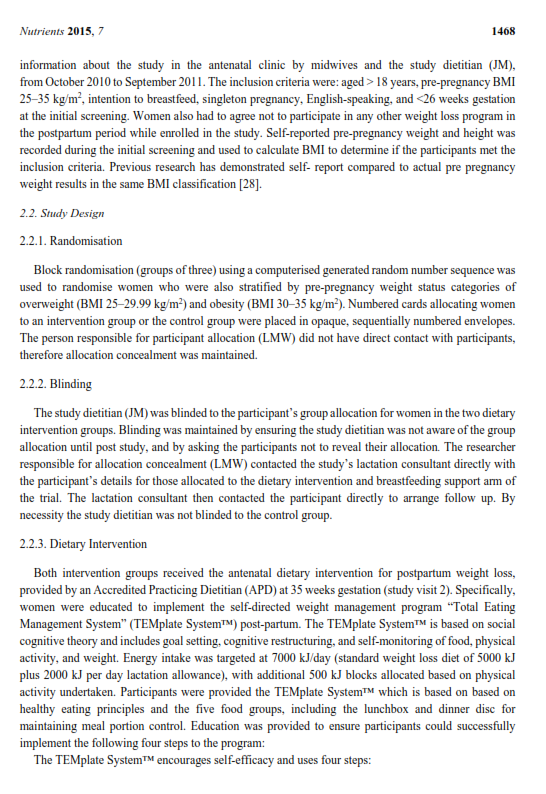 Nutrients 2015, 7 1468
information about the study in the antenatal clinic by midwives and the study dietitian (JM),
from October 2010 to September 2011. The inclusion criteria were: aged > 18 years, pre-pregnancy BMI
25–35 kg/m², intention to breastfeed, singleton pregnancy, English-speaking, and <26 weeks gestation
at the initial screening. Women also had to agree not to participate in any other weight loss program in
the postpartum period while enrolled in the study. Self-reported pre-pregnancy weight and height was
recorded during the initial screening and used to calculate BMI to determine if the participants met the
inclusion criteria. Previous research has demonstrated self- report compared to actual pre pregnancy
weight results in the same BMI classification [28].
2.2. Study Design
2.2.1. Randomisation
Block randomisation (groups of three) using a computerised generated random number sequence was
used to randomise women who were also stratified by pre-pregnancy weight status categories of
overweight (BMI 25–29.99 kg/m²) and obesity (BMI 30–35 kg/m²). Numbered cards allocating women
to an intervention group or the control group were placed in opaque, sequentially numbered envelopes.
The person responsible for participant allocation (LMW) did not have direct contact with participants,
therefore allocation concealment was maintained.
2.2.2. Blinding
The study dietitian (JM) was blinded to the participant's group allocation for women in the two dietary
intervention groups. Blinding was maintained by ensuring the study dietitian was not aware of the group
allocation until post study, and by asking the participants not to reveal their allocation. The researcher
responsible for allocation concealment (LMW) contacted the study's lactation consultant directly with
the participant's details for those allocated to the dietary intervention and breastfeeding support arm of
the trial. The lactation consultant then contacted the participant directly to arrange follow up. By
necessity the study dietitian was not blinded to the control group.
2.2.3. Dietary Intervention
Both intervention groups received the antenatal dietary intervention for postpartum weight loss,
provided by an Accredited Practicing Dietitian (APD) at 35 weeks gestation (study visit 2). Specifically,
women were educated to implement the self-directed weight management program "Total Eating
Management System" (TEMplate System™) post-partum. The TEMplate System™ is based on social
cognitive theory and includes goal setting, cognitive restructuring, and self-monitoring of food, physical
activity, and weight. Energy intake was targeted at 7000 kJ/day (standard weight loss diet of 5000 kJ
plus 2000 kJ per day lactation allowance), with additional 500 kJ blocks allocated based on physical
activity undertaken. Participants were provided the TEMplate System™ which is based on based on
healthy eating principles and the five food groups, including the lunchbox and dinner disc for
maintaining meal portion control. Education was provided to ensure participants could successfully
implement the following four steps to the program:
The TEMplate System™ encourages self-efficacy and uses four steps: